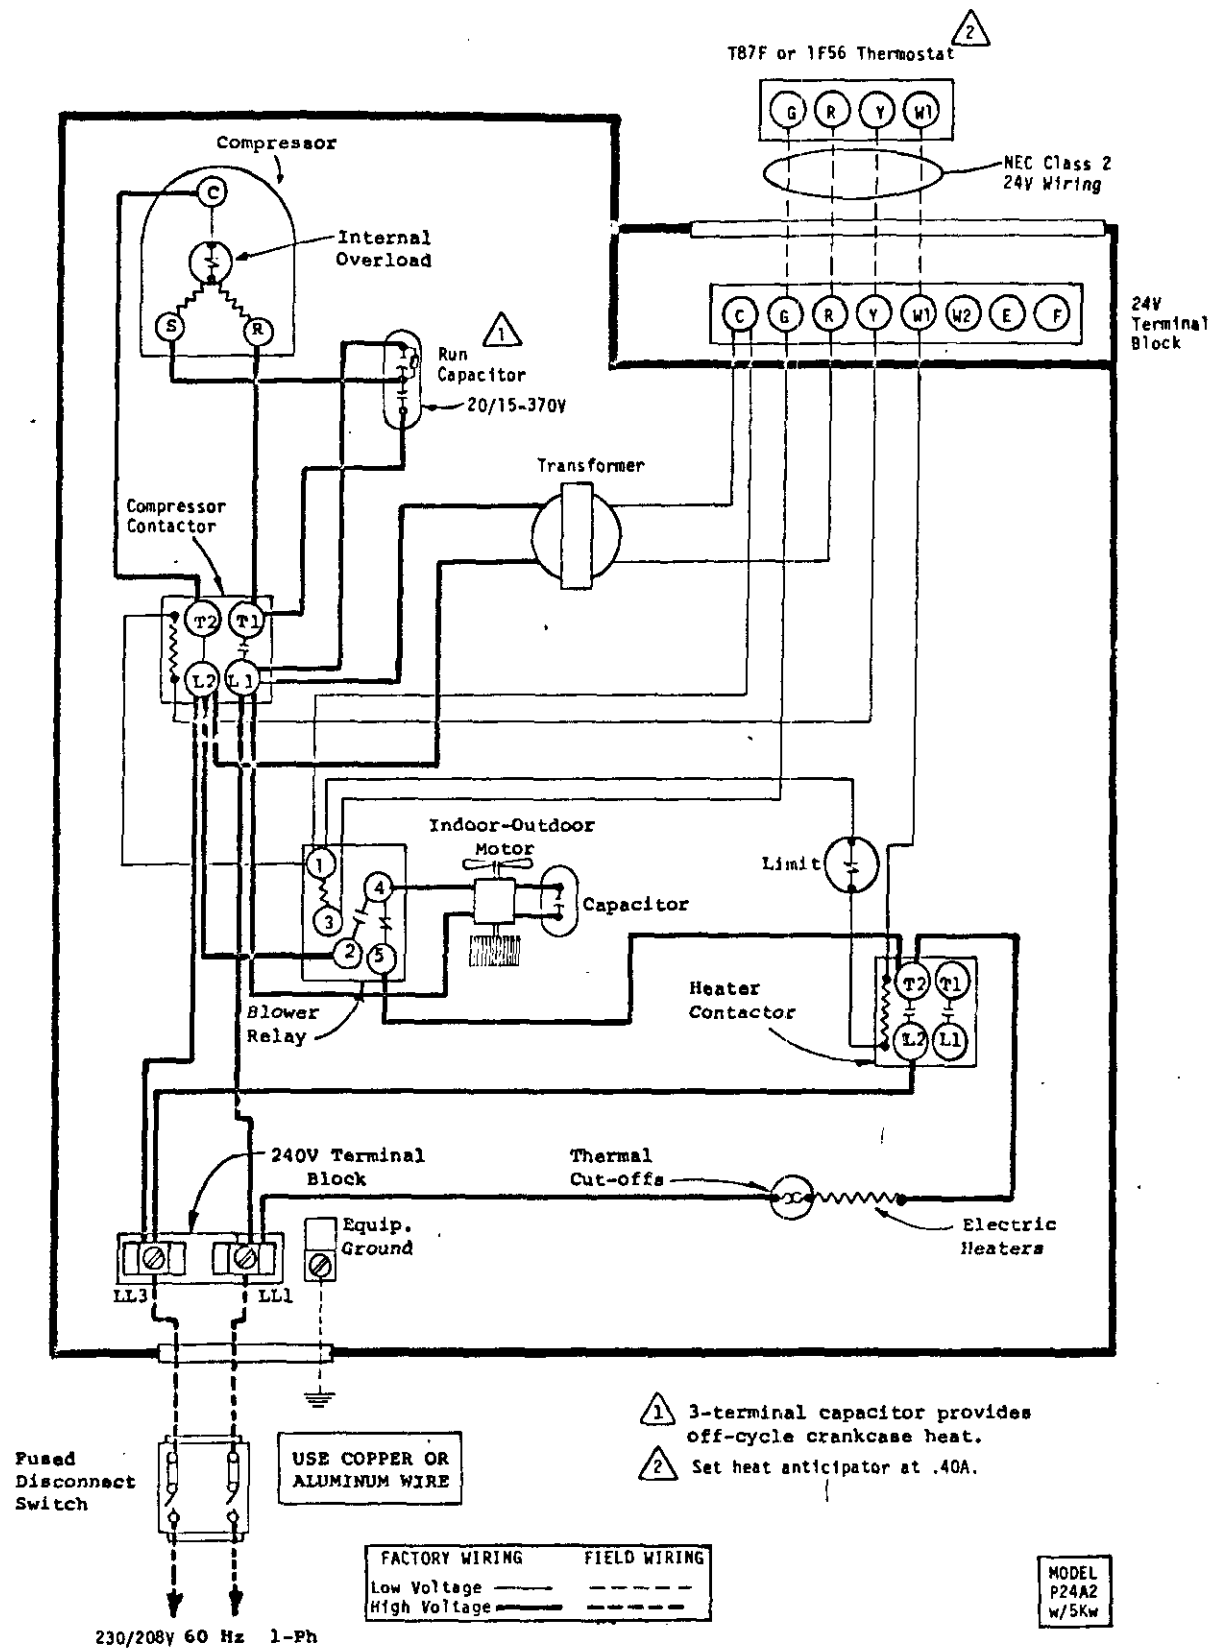 2
T87F or 1F56 Thermostat
G R Y W1
Compressor
NEC Class 2
24V Wiring
C
Internal
Overload
S R
C G R Y W1 W2 E F
24V
Terminal
Block
1
Run
Capacitor
20/15-370V
Transformer
Compressor
Contactor
T2 T1
L2 L1
Indoor-Outdoor
Motor
Limit
1
4
3
Capacitor
2 5
Heater
Contactor
T2 T1
L2 L1
Blower
Relay
240V Terminal
Block
Thermal
Cut-offs
Equip.
Ground
Electric
Heaters
LL3 LL1
1 3-terminal capacitor provides
off-cycle crankcase heat.
2 Set heat anticipator at .40A.
Fused
Disconnect
Switch
USE COPPER OR
ALUMINUM WIRE
FACTORY WIRING FIELD WIRING
Low Voltage
High Voltage
MODEL
P24A2
w/5Kw
230/208V 60 Hz 1-Ph